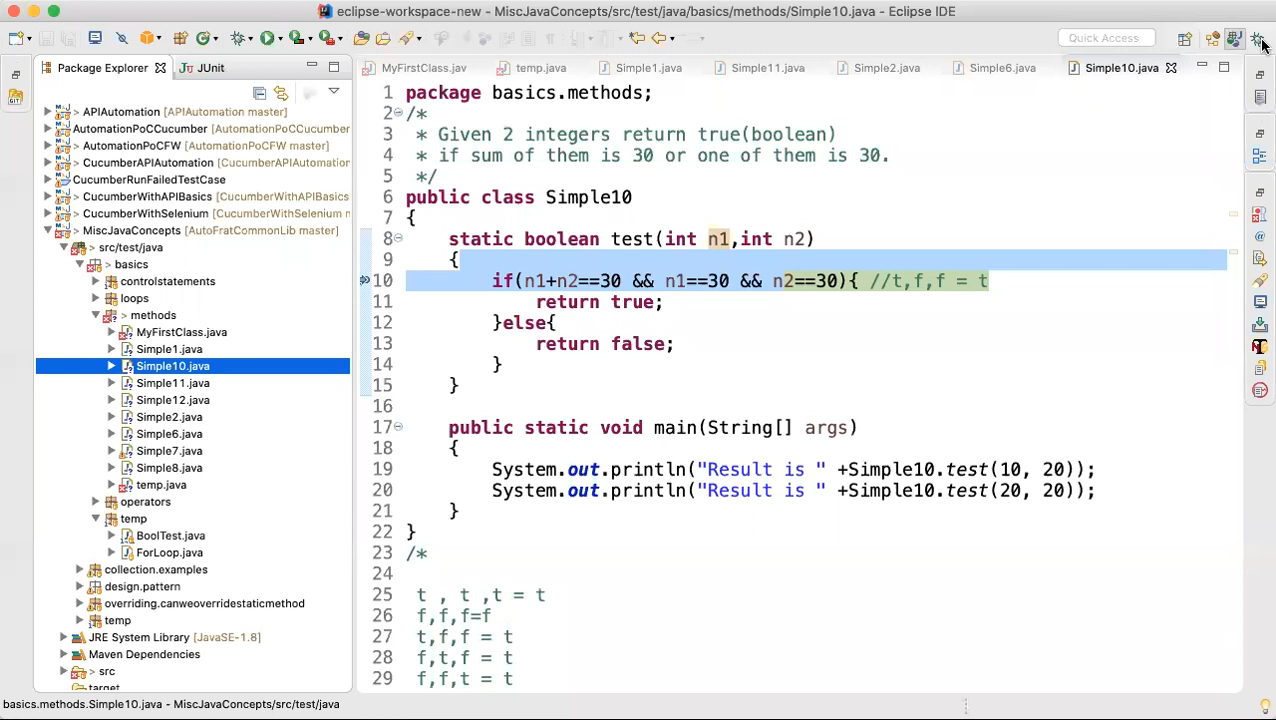 eclipse-workspace-new - MiscJavaConcepts/src/test/java/basics/methods/Simple10.java - Eclipse IDE
Quick Access
Package Explorer
JUnit
MyFirstClass.jav
temp.java
Simple1.java
Simple11.java
Simple2.java
Simple6.java
Simple10.java
> APIAutomation [APIAutomation master]
AutomationPoCCucumber [AutomationPoCCucumber
> AutomationPoCFW [AutomationPoCFW master]
> CucumberAPIAutomation [CucumberAPIAutomation
CucumberRunFailedTestCase
> CucumberWithAPIBasics [CucumberWithAPIBasics
> CucumberWithSelenium [CucumberWithSelenium m
> MiscJavaConcepts [AutoFratCommonLib master]
> src/test/java
> basics
controlstatements
> loops
> methods
MyFirstClass.java
Simple1.java
Simple10.java
Simple11.java
Simple12.java
Simple2.java
Simple6.java
Simple7.java
Simple8.java
temp.java
operators
temp
BoolTest.java
ForLoop.java
collection.examples
design.pattern
overriding.canweoverridestaticmethod
temp
JRE System Library [JavaSE-1.8]
Maven Dependencies
> src
target
1 package basics.methods;
2 /*
3 * Given 2 integers return true(boolean)
4 * if sum of them is 30 or one of them is 30.
5 */
6 public class Simple10
7 {
8 static boolean test(int n1,int n2)
9 {
10 if(n1+n2==30 && n1==30 && n2==30){ //t,f,f = t
11 return true;
12 }else{
13 return false;
14 }
15 }
16
17 public static void main(String[] args)
18 {
19 System.out.println("Result is " +Simple10.test(10, 20));
20 System.out.println("Result is " +Simple10.test(20, 20));
21 }
22 }
23 /*
24
25 t , t ,t = t
26 f,f,f=f
27 t,f,f = t
28 f,t,f = t
29 f,f,t = t
basics.methods.Simple10.java - MiscJavaConcepts/src/test/java